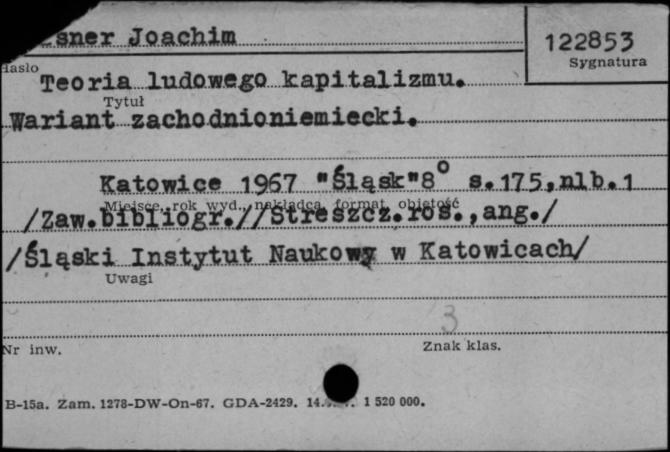 sner Joachim
122853
Sygnatura
Hasło
Teoria ludowego kapitalizmu.
Tytuł
Wariant zachodnioniemiecki.
Katowice 1967 "Śląsk" 8° s.175,nlb.1
Miejsce, rok wyd., nakładca, format, objętość
/Zaw.bibliogr.//Streszcz.ros.,ang./
/Śląski Instytut Naukowy w Katowicach/
Uwagi
3
Nr inw.
Znak klas.
B-15a. Zam. 1278-DW-On-67. GDA-2429. 1 520 000.